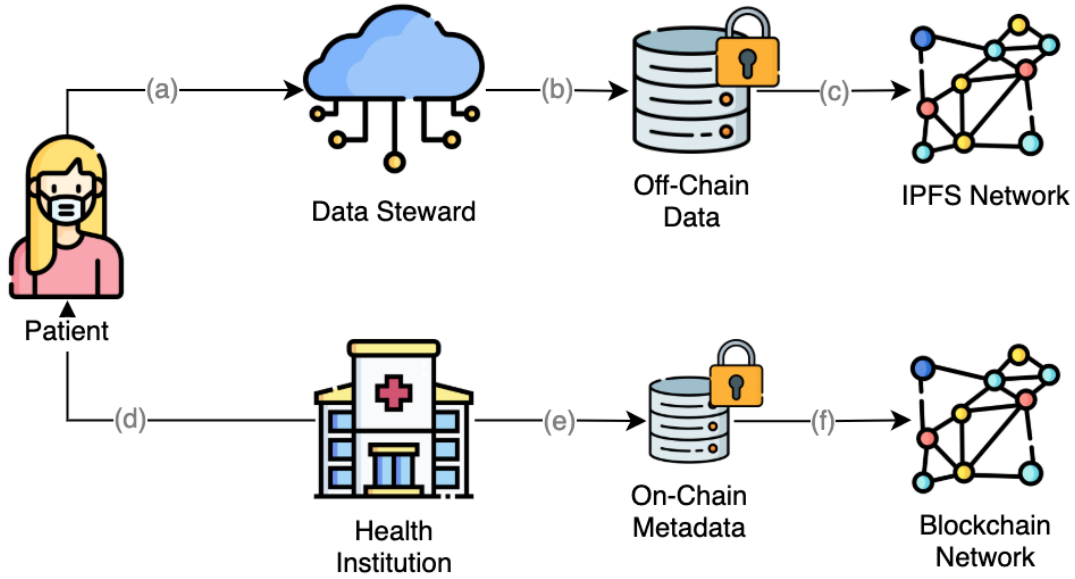 (a)
(b)
(c)
Data Steward
Off-Chain
Data
IPFS Network
Patient
(d)
(e)
(f)
Health
Institution
On-Chain
Metadata
Blockchain
Network